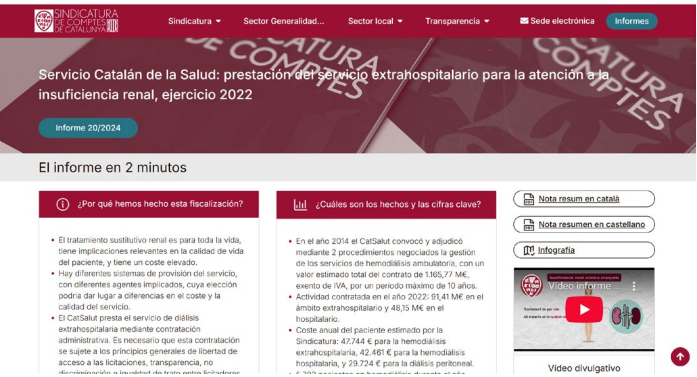 SINDICATURA
DE COMPTES
DE CATALUNYA
Sindicatura
Sector Generalidad...
Sector local
Transparencia
Sede electrónica
Informes
Servicio Catalán de la Salud: prestación del servicio extrahospitalario para la atención a la
insuficiencia renal, ejercicio 2022
Informe 20/2024
El informe en 2 minutos
¿Por qué hemos hecho esta fiscalización?
El tratamiento sustitutivo renal es para toda la vida,
tiene implicaciones relevantes en la calidad de vida
del paciente, y tiene un coste elevado.
Hay diferentes sistemas de provisión del servicio,
con diferentes agentes implicados, cuya elección
podría dar lugar a diferencias en el coste y la
calidad del servicio.
El CatSalut presta el servicio de diálisis
extrahospitalaria mediante contratación
administrativa. Es necesario que esta contratación
se sujete a los principios generales de libertad de
acceso a las licitaciones, transparencia, no
discriminación e igualdad de trato entre licitadores
¿Cuáles son los hechos y las cifras clave?
En el año 2014 el CatSalut convocó y adjudicó
mediante 2 procedimientos negociados la gestión
de los servicios de hemodiálisis ambulatoria, con un
valor estimado total del contrato de 1.165,77 M€,
exento de IVA, por un periodo máximo de 10 años.
Actividad contratada en el año 2022: 91,41 M€ en el
ámbito extrahospitalario y 48,15 M€ en el
hospitalario.
Coste anual del paciente estimado por la
Sindicatura: 47.744 € para la hemodiálisis
extrahospitalaria, 42.461 € para la hemodiálisis
hospitalaria, y 29.724 € para la diálisis peritoneal.
Nota resum en català
Nota resumen en castellano
Infografía
Vídeo informe ...
Vídeo divulgativo